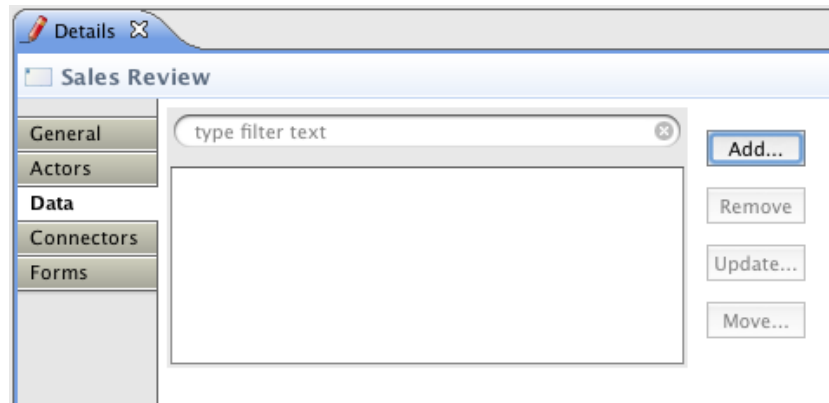 Details
Sales Review
General
Actors
Data
Connectors
Forms
type filter text
Add...
Remove
Update...
Move...